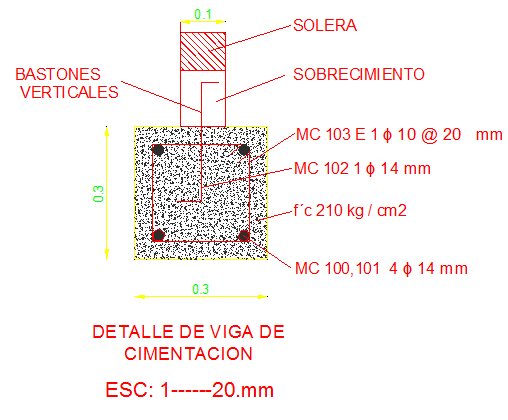 0.1
SOLERA
BASTONES
VERTICALES
SOBRECIMIENTO
MC 103 E 1 ϕ 10 @ 20 mm
MC 102 1 ϕ 14 mm
0.3
f´c 210 kg / cm2
MC 100,101 4 ϕ 14 mm
0.3
DETALLE DE VIGA DE
CIMENTACION
ESC: 1------20.mm